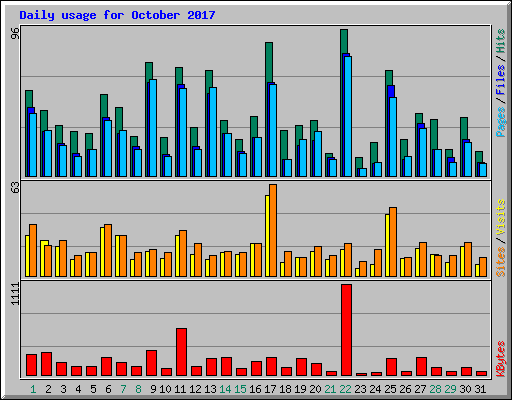 Daily usage for October 2017
96
Pages / Files / Hits
63
Sites / Visits
1111
KBytes
1 2 3 4 5 6 7 8 9 10 11 12 13 14 15 16 17 18 19 20 21 22 23 24 25 26 27 28 29 30 31